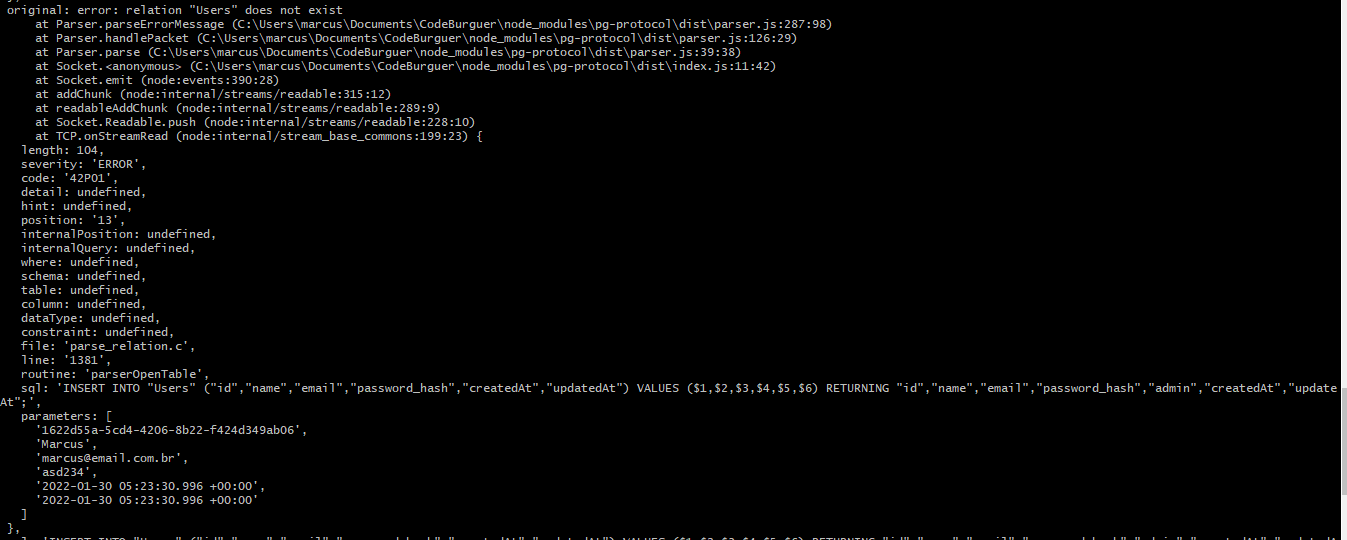 original: error: relation "Users" does not exist
at Parser.parseErrorMessage (C:\Users\marcus\Documents\CodeBurguer\node_modules\pg-protocol\dist\parser.js:287:98)
at Parser.handlePacket (C:\Users\marcus\Documents\CodeBurguer\node_modules\pg-protocol\dist\parser.js:126:29)
at Parser.parse (C:\Users\marcus\Documents\CodeBurguer\node_modules\pg-protocol\dist\parser.js:39:38)
at Socket.<anonymous> (C:\Users\marcus\Documents\CodeBurguer\node_modules\pg-protocol\dist\index.js:11:42)
at Socket.emit (node:events:390:28)
at addChunk (node:internal/streams/readable:315:12)
at readableAddChunk (node:internal/streams/readable:289:9)
at Socket.Readable.push (node:internal/streams/readable:228:10)
at TCP.onStreamRead (node:internal/stream_base_commons:199:23) {
length: 104,
severity: 'ERROR',
code: '42P01',
detail: undefined,
hint: undefined,
position: '13',
internalPosition: undefined,
internalQuery: undefined,
where: undefined,
schema: undefined,
table: undefined,
column: undefined,
dataType: undefined,
constraint: undefined,
file: 'parse_relation.c',
line: '1381',
routine: 'parserOpenTable',
sql: 'INSERT INTO "Users" ("id","name","email","password_hash","createdAt","updatedAt") VALUES ($1,$2,$3,$4,$5,$6) RETURNING "id","name","email","password_hash","admin","createdAt","update
At";',
parameters: [
'1622d55a-5cd4-4206-8b22-f424d349ab06',
'Marcus',
'marcus@email.com.br',
'asd234',
'2022-01-30 05:23:30.996 +00:00',
'2022-01-30 05:23:30.996 +00:00'
]
},